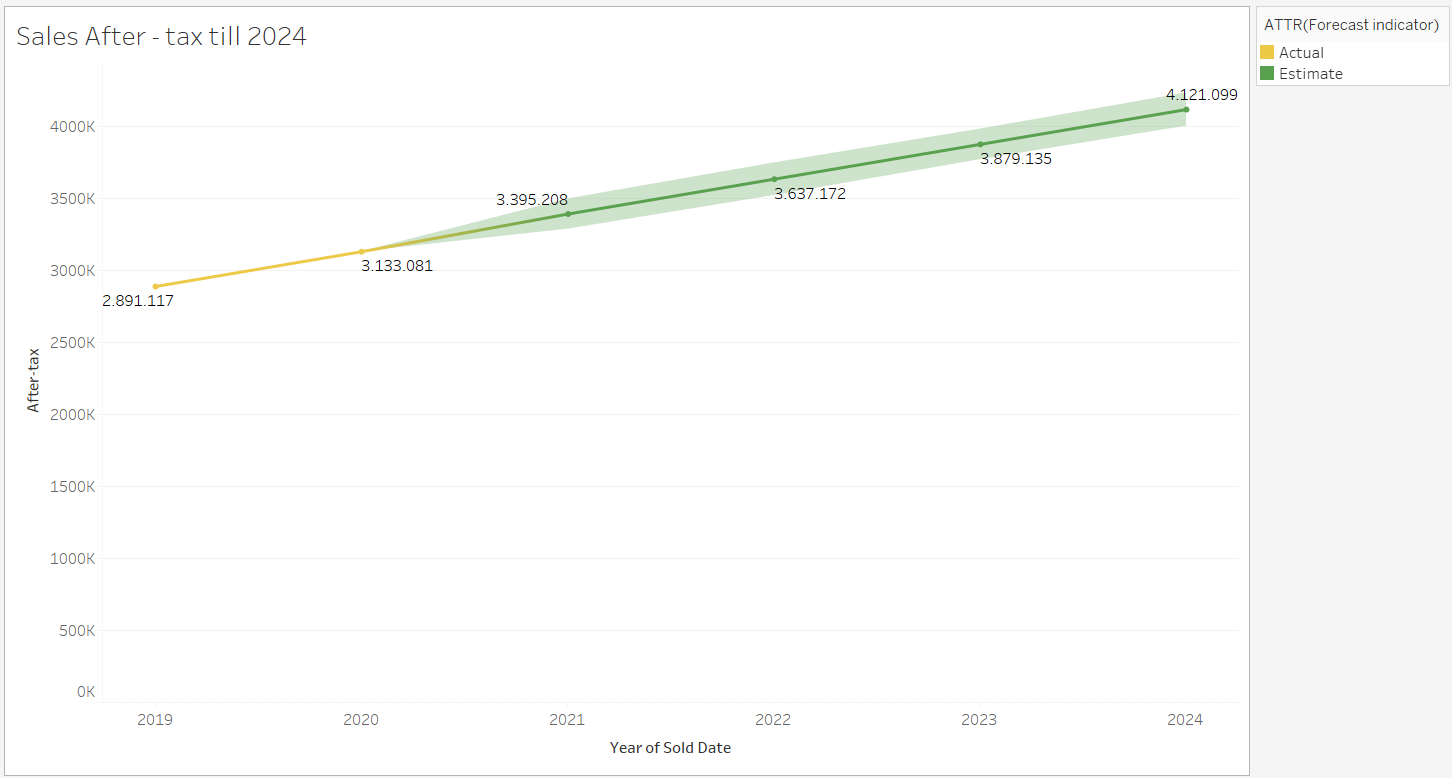 Sales After - tax till 2024
ATTR(Forecast indicator)
Actual
Estimate
4.121.099
4000K
3.879.135
3500K
3.395.208
3.637.172
3000K
3.133.081
2.891.117
2500K
After-tax
2000K
1500K
1000K
500K
0K
2019 2020 2021 2022 2023 2024
Year of Sold Date